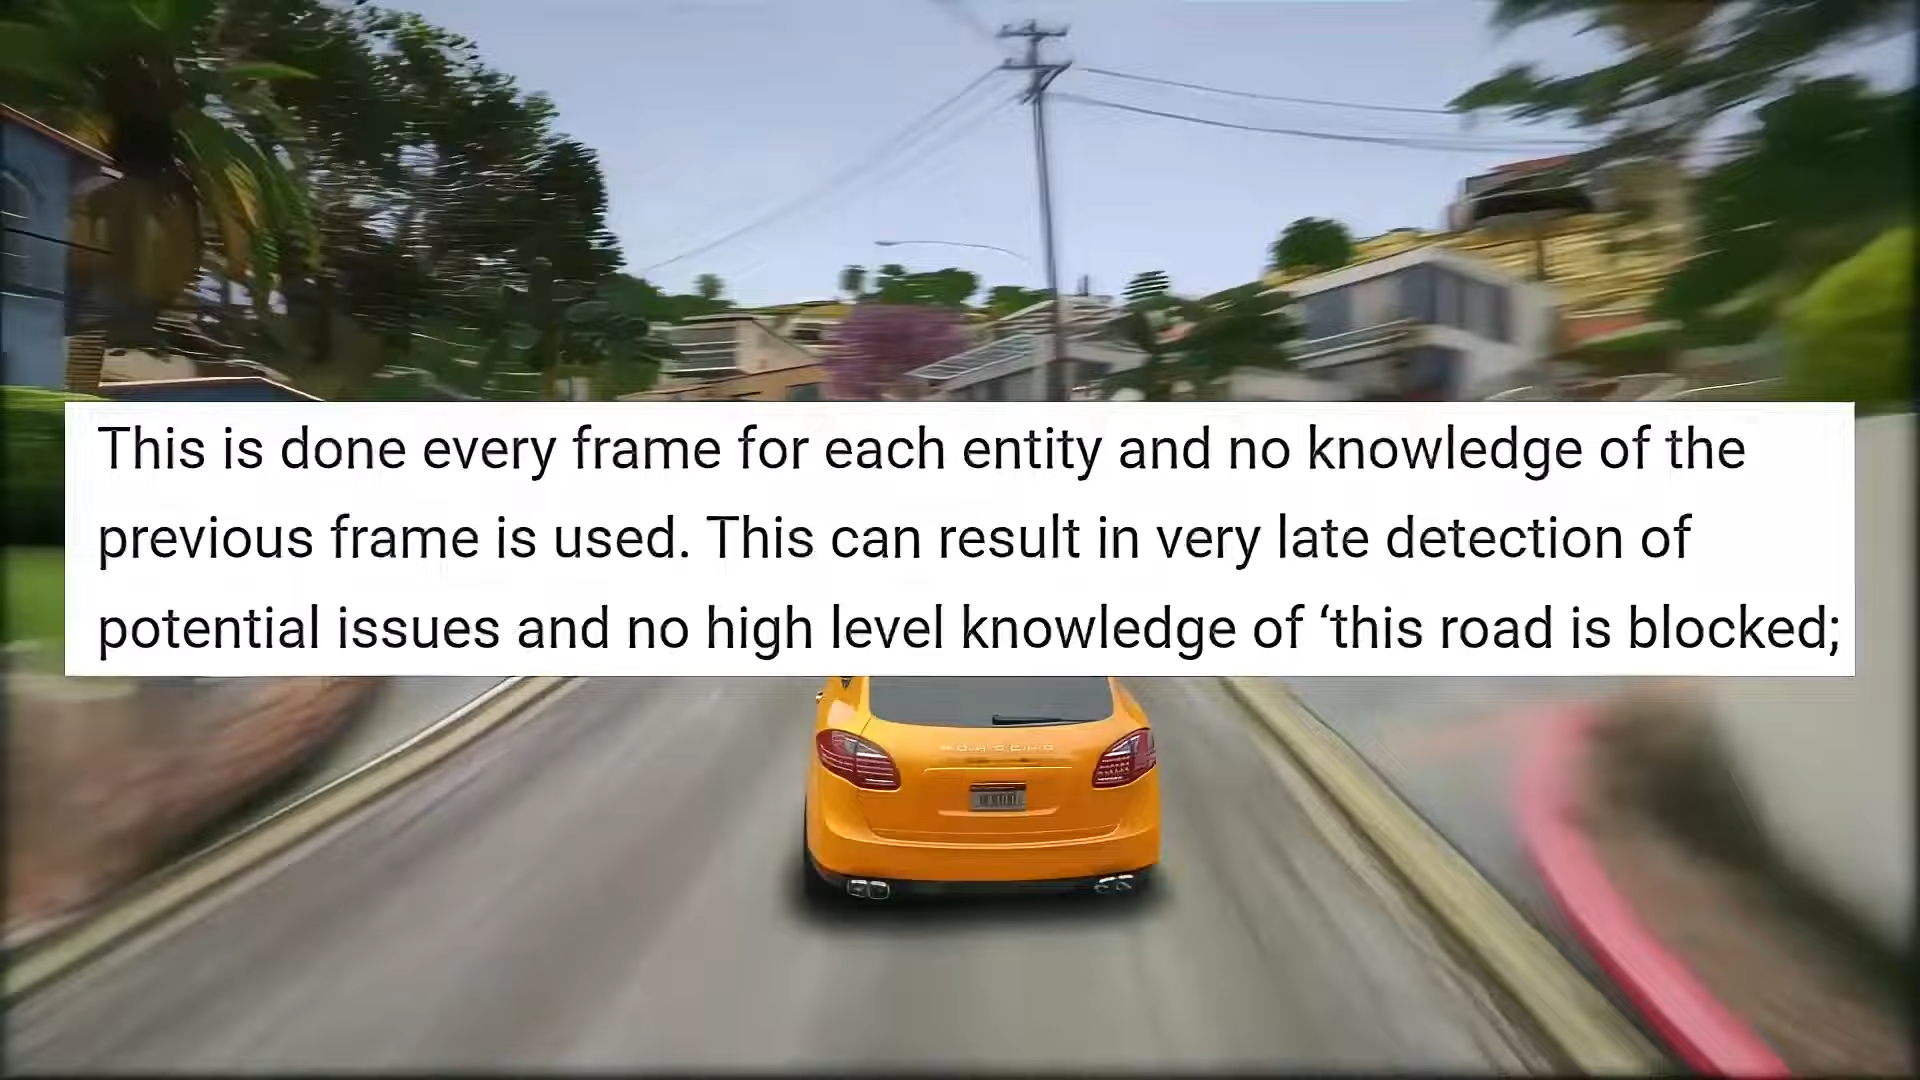 This is done every frame for each entity and no knowledge of the
previous frame is used. This can result in very late detection of
potential issues and no high level knowledge of ‘this road is blocked;